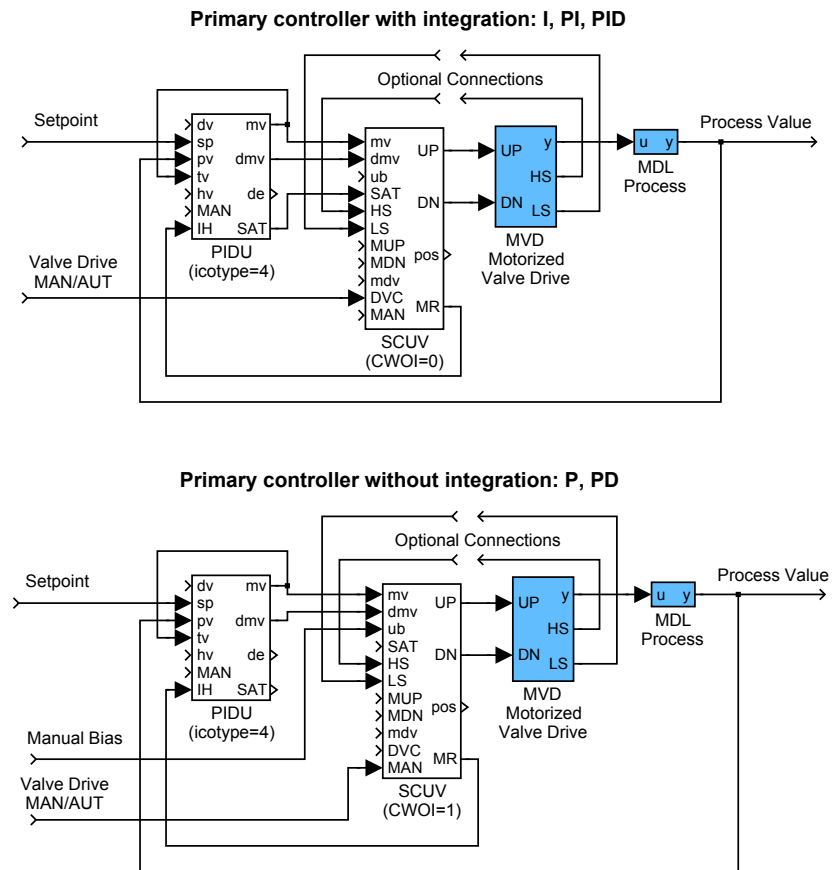 Primary controller with integration: I, PI, PID
Optional Connections
Setpoint
Process Value
dv
sp
pv
tv
hv
MAN
IH
mv
dmv
de
SAT
PIDU
(icotype=4)
Valve Drive
MAN/AUT
mv
dmv
ub
SAT
HS
LS
MUP
MDN
mdv
DVC
MAN
UP
DN
pos
MR
SCUV
(CWOI=0)
UP
DN
y
HS
LS
MVD
Motorized
Valve Drive
u y
MDL
Process
Primary controller without integration: P, PD
Optional Connections
Setpoint
Process Value
dv
sp
pv
tv
hv
MAN
IH
mv
dmv
de
SAT
PIDU
(icotype=4)
Manual Bias
Valve Drive
MAN/AUT
mv
dmv
ub
SAT
HS
LS
MUP
MDN
mdv
DVC
MAN
UP
DN
pos
MR
SCUV
(CWOI=1)
UP
DN
y
HS
LS
MVD
Motorized
Valve Drive
u y
MDL
Process